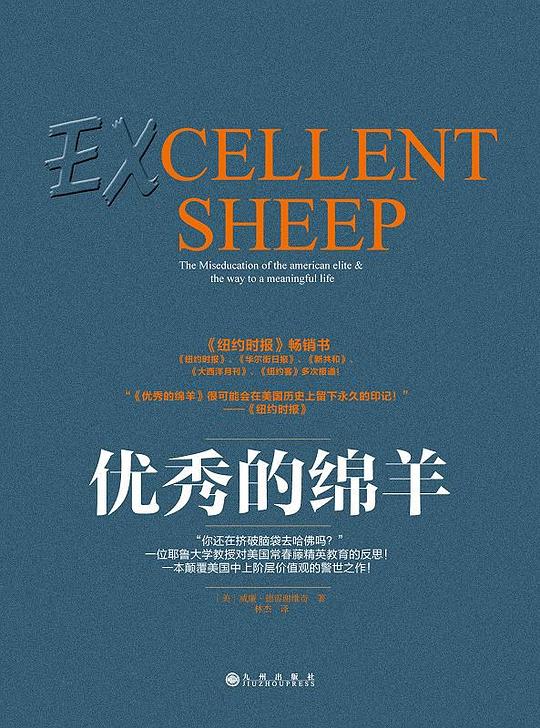 EXCELLENT
SHEEP
The Miseducation of the american elite &
the way to a meaningful life
《纽约时报》畅销书
《纽约时报》、《华尔街日报》、《新共和》、
《大西洋月刊》、《纽约客》多次报道！
“《优秀的绵羊》很可能会在美国历史上留下永久的印记！”
——《纽约时报》
优秀的绵羊
“你还在挤破脑袋去哈佛吗？”
一位耶鲁大学教授对美国常春藤精英教育的反思！
一本颠覆美国中上阶层价值观的警世之作！
［美］威廉·德雷谢维奇 著
林杰 译
九州出版社
JIUZHOUPRESS